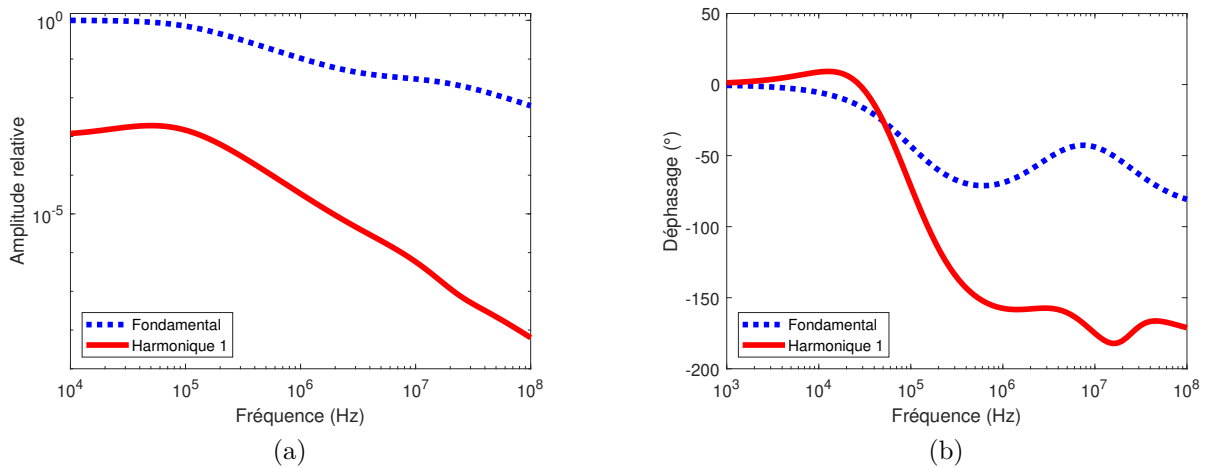 10^0
10^-5
Amplitude relative
Fondamental
Harmonique 1
10^4 10^5 10^6 10^7 10^8
Fréquence (Hz)
(a)
50
0
-50
-100
-150
-200
Déphasage (°)
Fondamental
Harmonique 1
10^3 10^4 10^5 10^6 10^7 10^8
Fréquence (Hz)
(b)